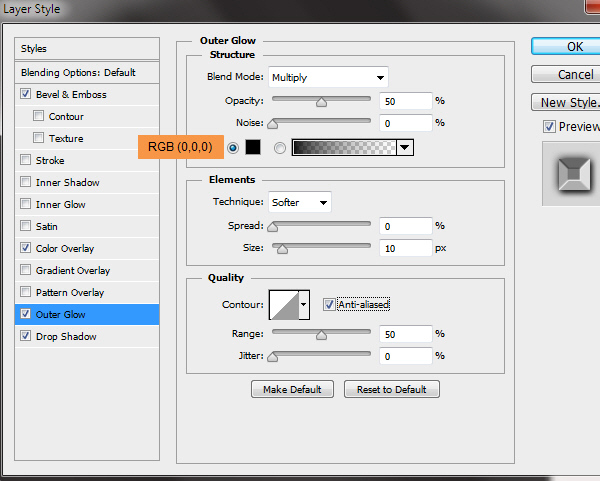 Layer Style
Styles
Blending Options: Default
Bevel & Emboss
Contour
Texture
Stroke
Inner Shadow
Inner Glow
Satin
Color Overlay
Gradient Overlay
Pattern Overlay
Outer Glow
Drop Shadow
Outer Glow
Structure
Blend Mode: Multiply
Opacity: 50 %
Noise: 0 %
RGB (0,0,0)
Elements
Technique: Softer
Spread: 0 %
Size: 10 px
Quality
Contour: Anti-aliased
Range: 50 %
Jitter: 0 %
Make Default Reset to Default
OK
Cancel
New Style..
Preview